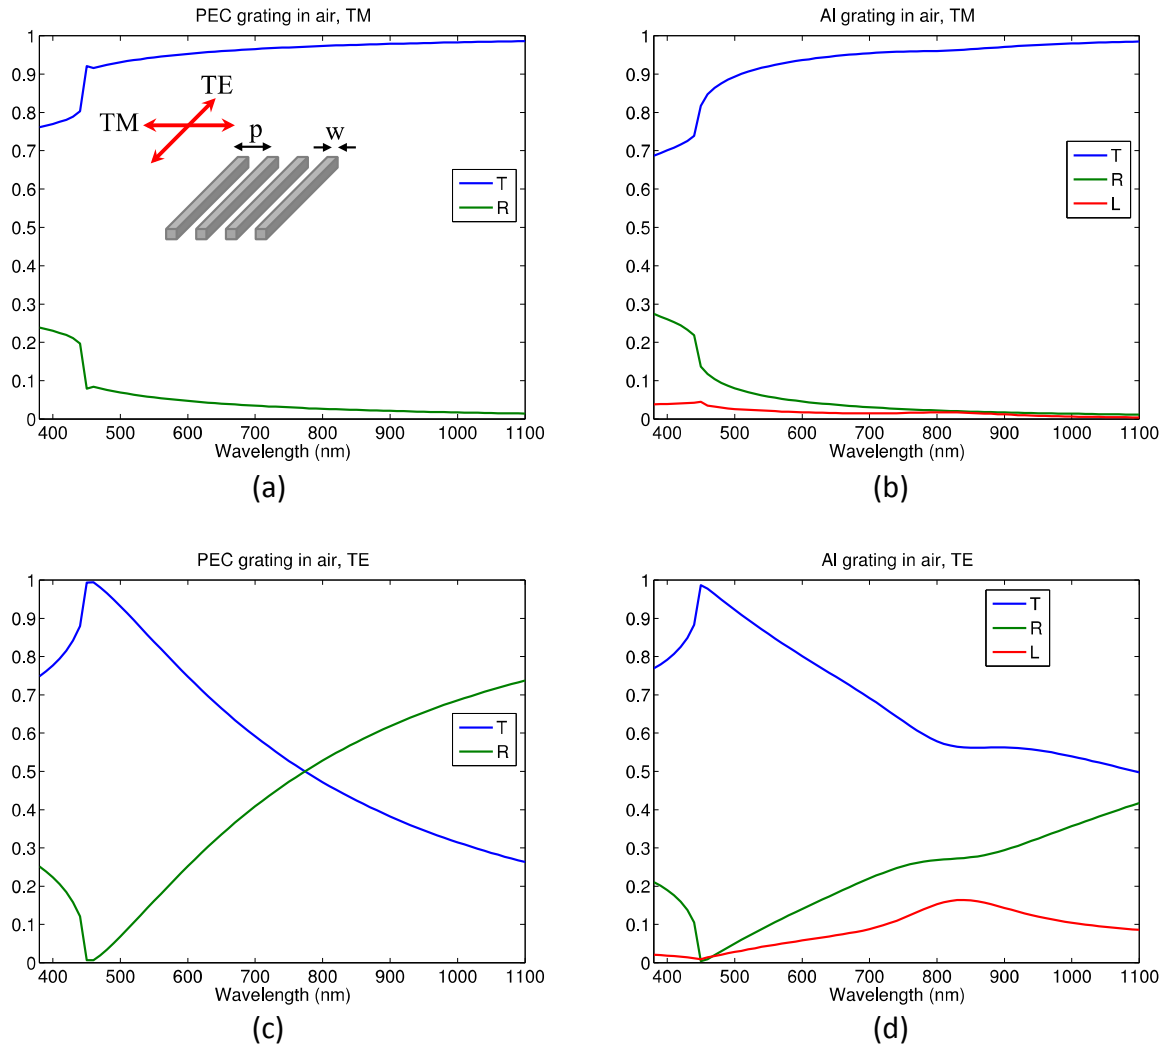 PEC grating in air, TM
1
0.9
0.8
0.7
0.6
0.5
0.4
0.3
0.2
0.1
0
TE
TM
p
w
T
R
400 500 600 700 800 900 1000 1100
Wavelength (nm)
(a)
Al grating in air, TM
1
0.9
0.8
0.7
0.6
0.5
0.4
0.3
0.2
0.1
0
T
R
L
400 500 600 700 800 900 1000 1100
Wavelength (nm)
(b)
PEC grating in air, TE
1
0.9
0.8
0.7
0.6
0.5
0.4
0.3
0.2
0.1
0
T
R
400 500 600 700 800 900 1000 1100
Wavelength (nm)
(c)
Al grating in air, TE
1
0.9
0.8
0.7
0.6
0.5
0.4
0.3
0.2
0.1
0
T
R
L
400 500 600 700 800 900 1000 1100
Wavelength (nm)
(d)